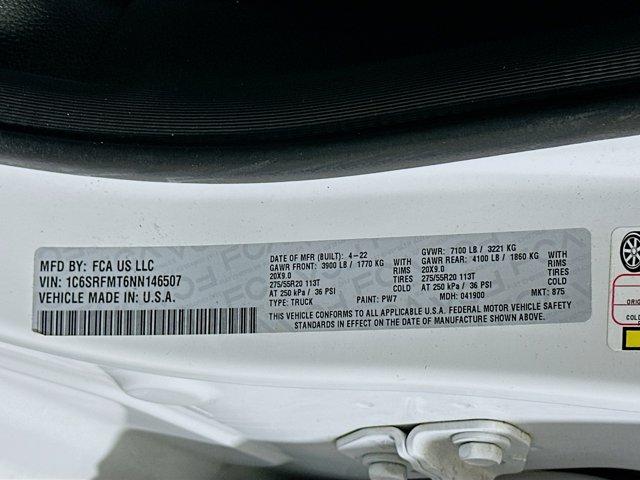 MFD BY: FCA US LLC
VIN: 1C6SRFMT6NN146507
VEHICLE MADE IN: U.S.A.
DATE OF MFR (BUILT): 4-22
GAWR FRONT: 3900 LB / 1770 KG WITH
20X9.0 RIMS
275/55R20 113T TIRES
AT 250 kPa / 36 PSI COLD
TYPE: TRUCK PAINT: PW7
GVWR: 7100 LB / 3221 KG
GAWR REAR: 4100 LB / 1860 KG WITH
20X9.0 RIMS
275/55R20 113T TIRES
AT 250 kPa / 36 PSI COLD
MDH: 041900 MKT: 875
THIS VEHICLE CONFORMS TO ALL APPLICABLE U.S.A. FEDERAL MOTOR VEHICLE SAFETY
STANDARDS IN EFFECT ON THE DATE OF MANUFACTURE SHOWN ABOVE.